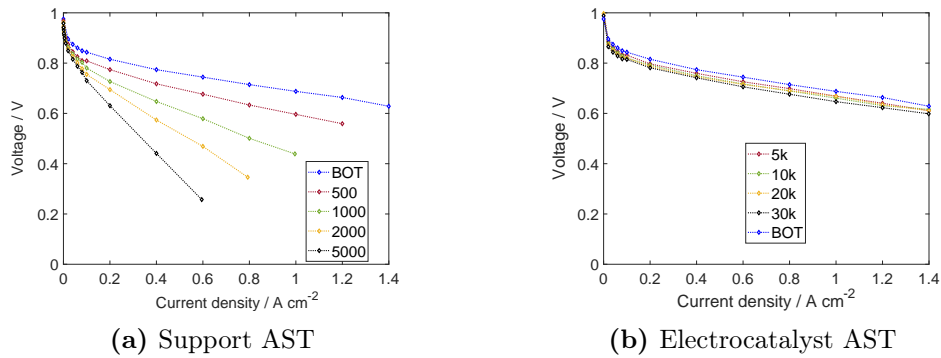 Voltage / V
1
0.8
0.6
0.4
0.2
0
0 0.2 0.4 0.6 0.8 1 1.2 1.4
Current density / A cm-2
BOT
500
1000
2000
5000
(a) Support AST
Voltage / V
1
0.8
0.6
0.4
0.2
0
0 0.2 0.4 0.6 0.8 1 1.2 1.4
Current density / A cm-2
5k
10k
20k
30k
BOT
(b) Electrocatalyst AST